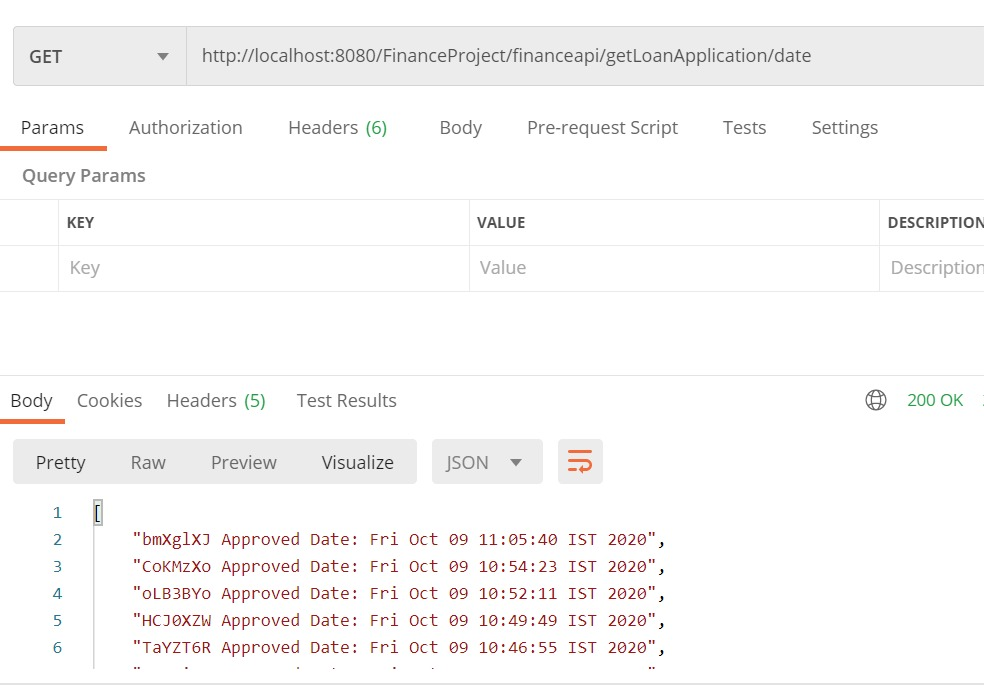 GET http://localhost:8080/FinanceProject/financeapi/getLoanApplication/date
Params Authorization Headers (6) Body Pre-request Script Tests Settings
Query Params
KEY VALUE DESCRIPTION
Key Value Description
Body Cookies Headers (5) Test Results 200 OK
Pretty Raw Preview Visualize JSON
1 [
2 "bmXglXJ Approved Date: Fri Oct 09 11:05:40 IST 2020",
3 "CoKMzXo Approved Date: Fri Oct 09 10:54:23 IST 2020",
4 "oLB3BYo Approved Date: Fri Oct 09 10:52:11 IST 2020",
5 "HCJ0XZW Approved Date: Fri Oct 09 10:49:49 IST 2020",
6 "TaYZT6R Approved Date: Fri Oct 09 10:46:55 IST 2020",